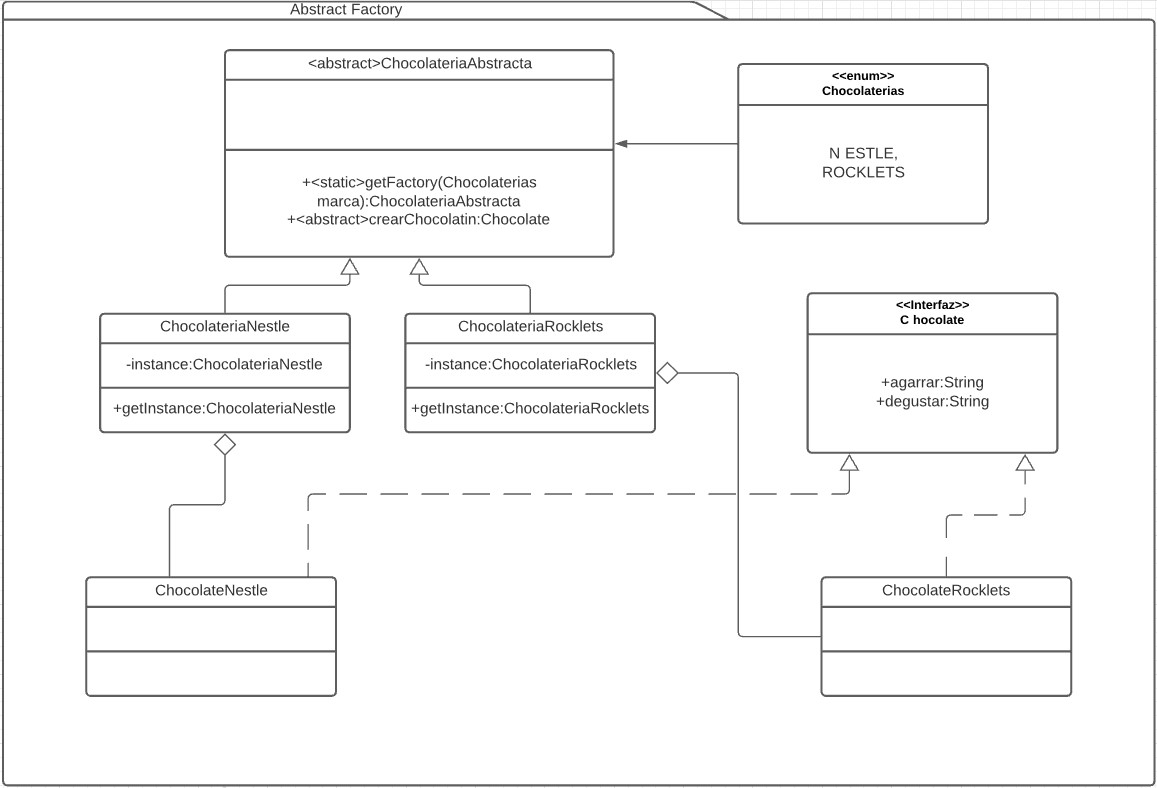 Abstract Factory
<abstract>ChocolateriaAbstracta
+<static>getFactory(Chocolaterias
marca):ChocolateriaAbstracta
+<abstract>crearChocolatin:Chocolate
<<enum>>
Chocolaterias
N ESTLE,
ROCKLETS
ChocolateriaNestle
-instance:ChocolateriaNestle
+getInstance:ChocolateriaNestle
ChocolateriaRocklets
-instance:ChocolateriaRocklets
+getInstance:ChocolateriaRocklets
<<Interfaz>>
C hocolate
+agarrar:String
+degustar:String
ChocolateNestle
ChocolateRocklets